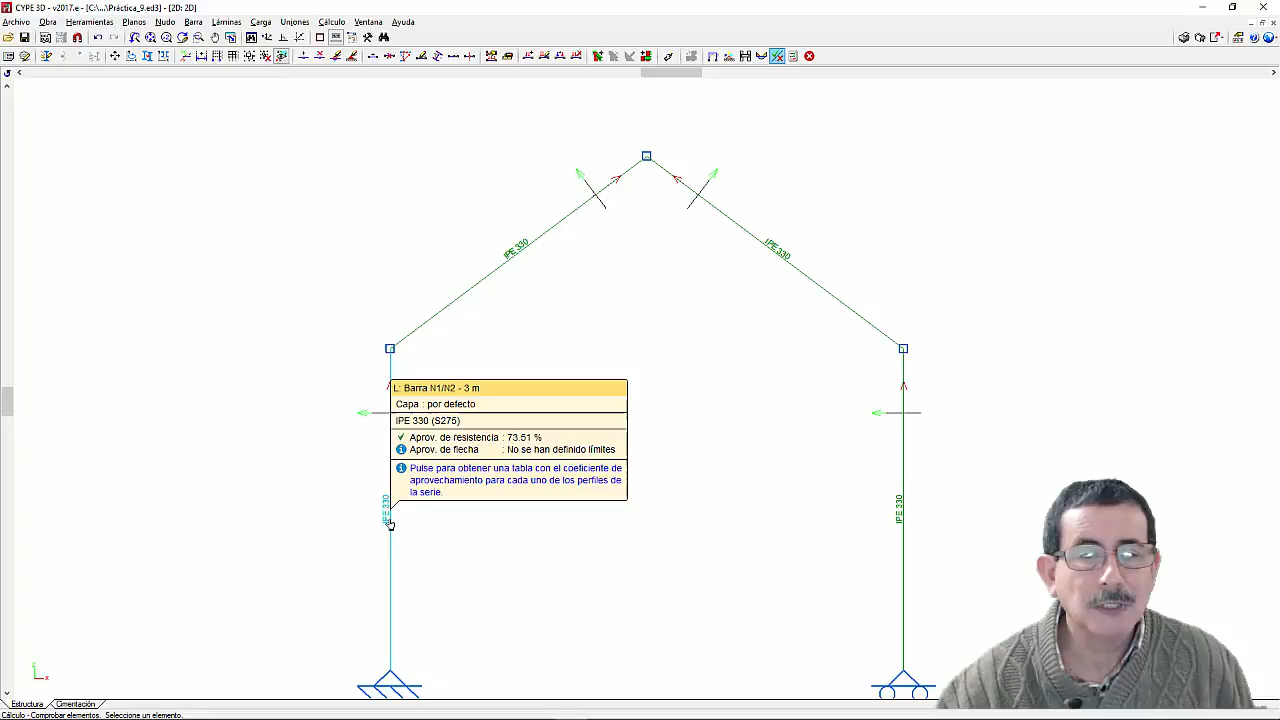 CYPE 3D - v2017.e - [C:\...\Práctica_9.ed3] - [2D: 2D]
Archivo Obra Herramientas Planos Nudo Barra Láminas Carga Uniones Cálculo Ventana Ayuda
IPE 330
IPE 330
L: Barra N1/N2 - 3 m
Capa : por defecto
IPE 330 (S275)
Aprov. de resistencia : 73.51 %
Aprov. de flecha : No se han definido límites
Pulse para obtener una tabla con el coeficiente de
aprovechamiento para cada uno de los perfiles de
la serie.
IPE 330
IPE 330
x
Estructura Cimentación
Cálculo - Comprobar elementos. Seleccione un elemento.